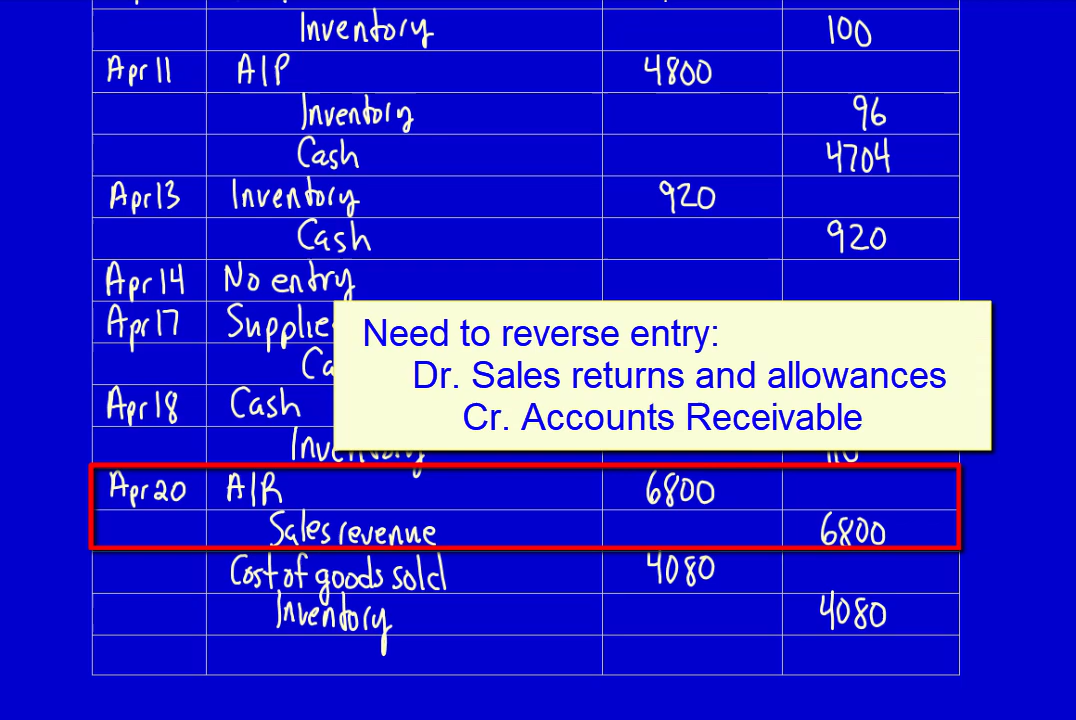 Inventory 100
Apr 11 A/P 4800
Inventory 96
Cash 4704
Apr 13 Inventory 920
Cash 920
Apr 14 No entry
Apr 17 Supplie
Need to reverse entry:
Ca
Dr. Sales returns and allowances
Apr 18 Cash
Cr. Accounts Receivable
Apr 20 A/R 6800
Sales revenue 6800
Cost of goods sold 4080
Inventory 4080